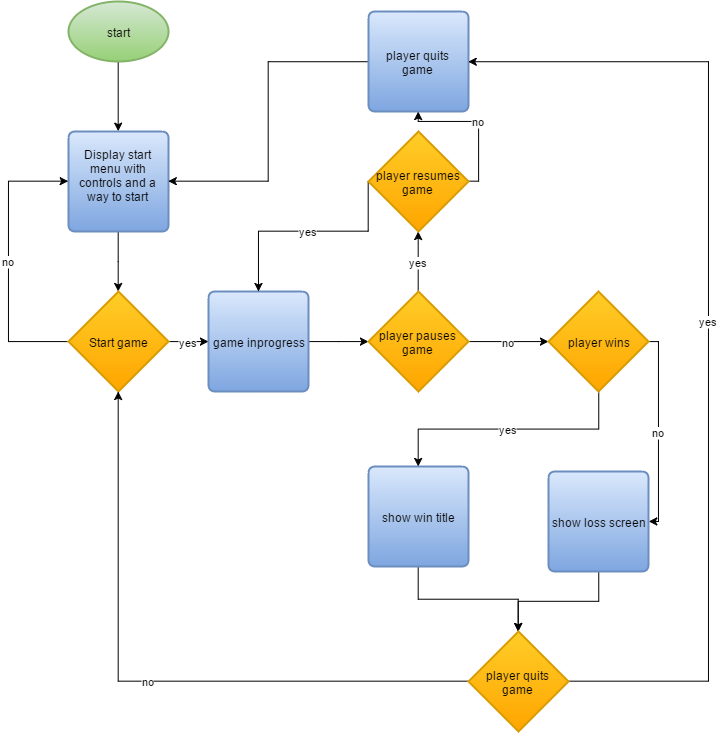 start
player quits
game
no
Display start
menu with
controls and a
way to start
player resumes
game
yes
yes
no
Start game
yes
game inprogress
player pauses
game
no
player wins
yes
yes
no
show win title
show loss screen
player quits
game
no